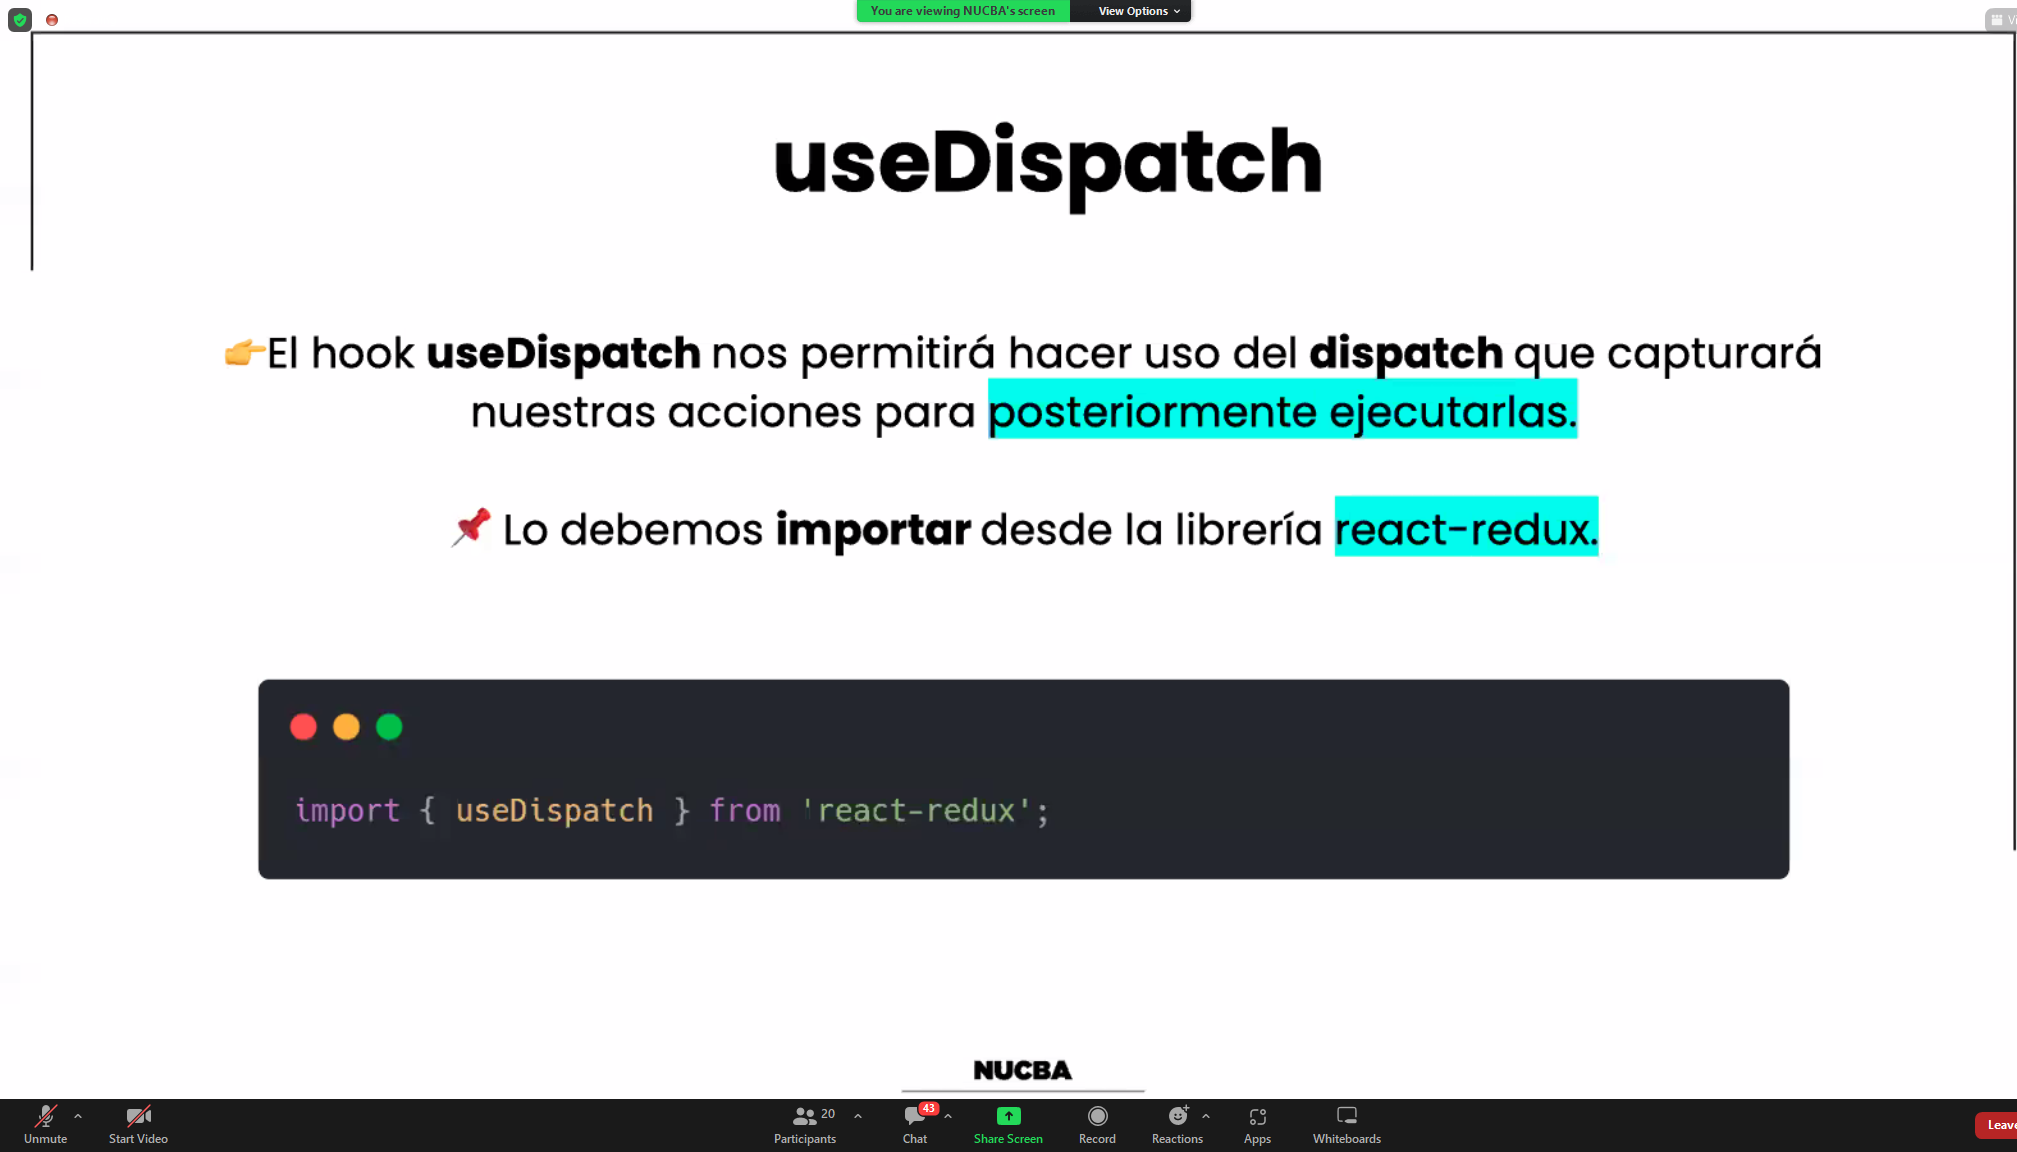 You are viewing NUCBA's screen View Options
useDispatch
👉El hook useDispatch nos permitirá hacer uso del dispatch que capturará
nuestras acciones para posteriormente ejecutarlas.
📌 Lo debemos importar desde la librería react-redux.
import { useDispatch } from 'react-redux';
NUCBA
Unmute Start Video Participants 20 Chat 43 Share Screen Record Reactions Apps Whiteboards